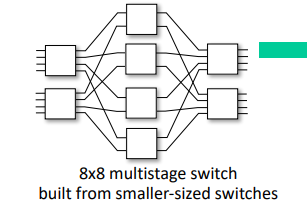 8x8 multistage switch
built from smaller-sized switches